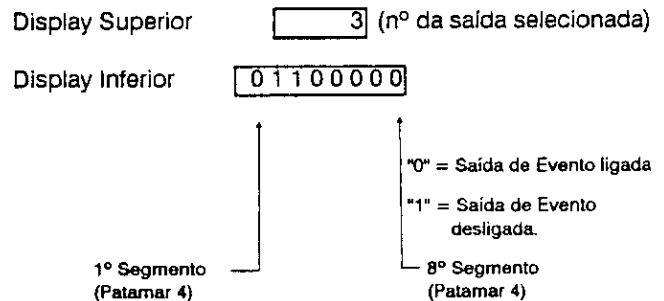 Display Superior 3 (nº da saída selecionada)
Display Inferior 01100000
"0" = Saída de Evento ligada
"1" = Saída de Evento
desligada.
1º Segmento 8º Segmento
(Patamar 4) (Patamar 4)